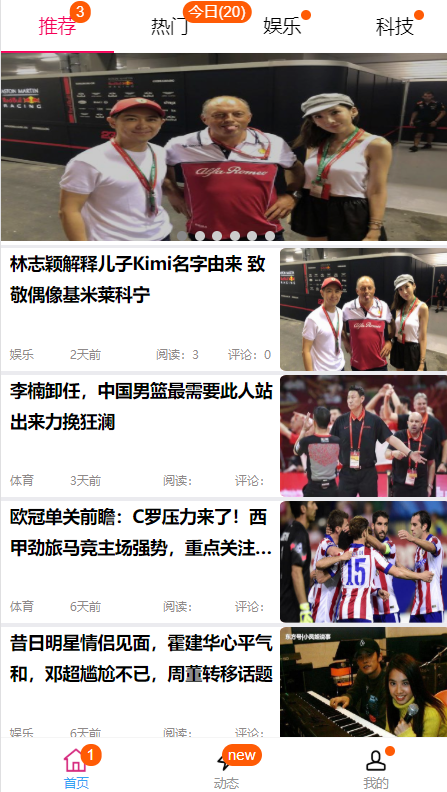 推荐 3
热门 今日(20)
娱乐
科技
ASTON MARTIN
Red Bull
RACING
Alfa Romeo
林志颖解释儿子Kimi名字由来 致
敬偶像基米莱科宁
娱乐 2天前 阅读：3 评论：0
李楠卸任，中国男篮最需要此人站
出来力挽狂澜
体育 3天前 阅读： 评论：
欧冠单关前瞻：C罗压力来了！西
甲劲旅马竞主场强势，重点关注...
体育 6天前 阅读： 评论：
15
昔日明星情侣见面，霍建华心平气
和，邓超尴尬不已，周董转移话题
娱乐 6天前 阅读： 评论：
首页 1
动态 new
我的